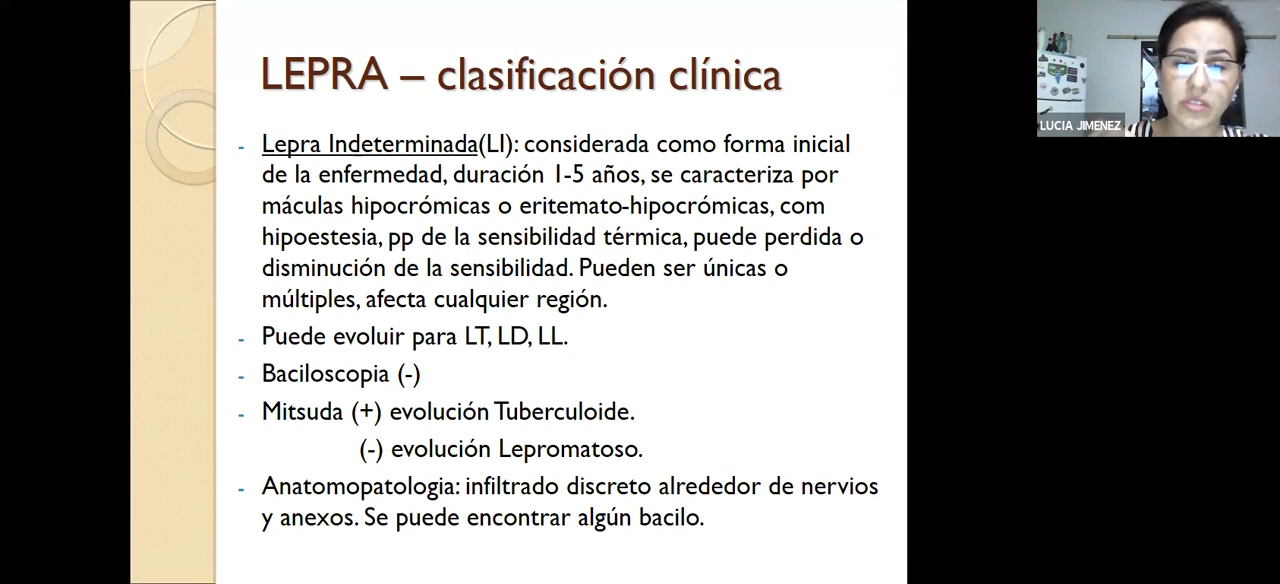 LEPRA – clasificación clínica
- Lepra Indeterminada(LI): considerada como forma inicial
de la enfermedad, duración 1-5 años, se caracteriza por
máculas hipocrómicas o eritemato-hipocrómicas, com
hipoestesia, pp de la sensibilidad térmica, puede perdida o
disminución de la sensibilidad. Pueden ser únicas o
múltiples, afecta cualquier región.
- Puede evoluir para LT, LD, LL.
- Baciloscopia (-)
- Mitsuda (+) evolución Tuberculoide.
(-) evolución Lepromatoso.
- Anatomopatologia: infiltrado discreto alrededor de nervios
y anexos. Se puede encontrar algún bacilo.
LUCIA JIMENEZ